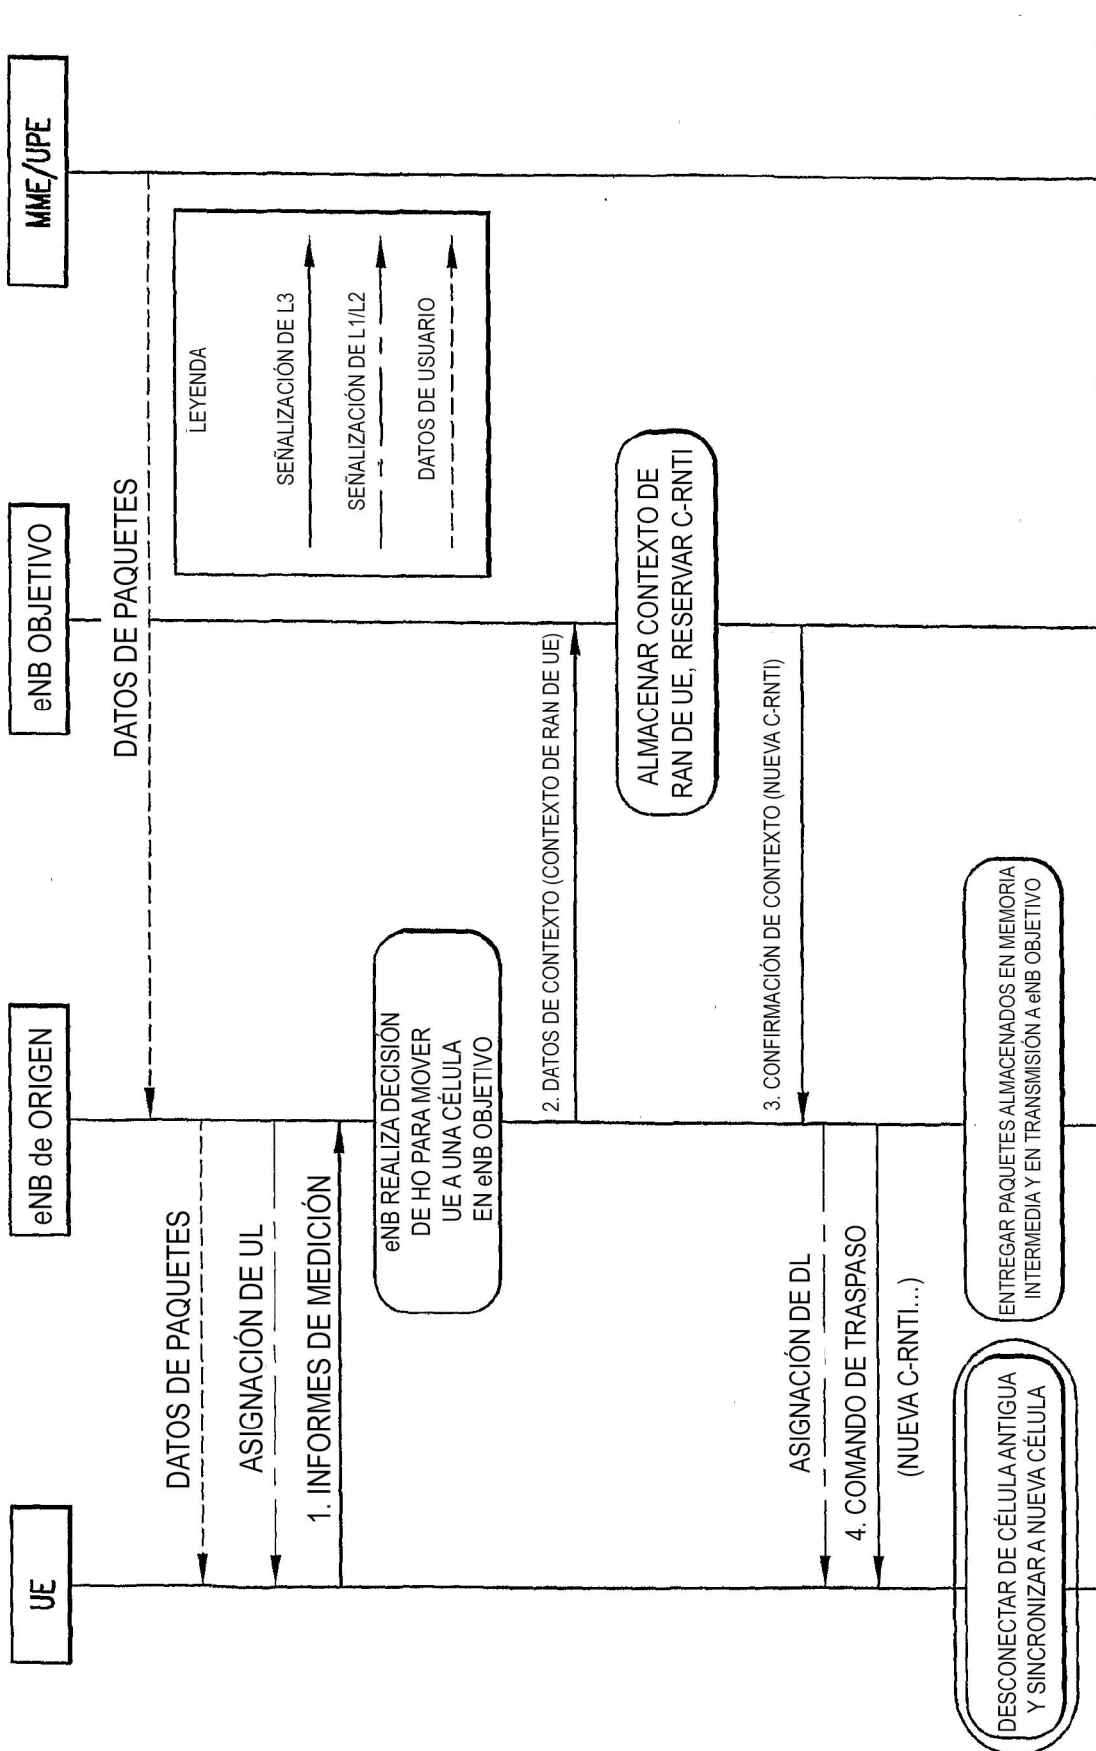 UE
eNB de ORIGEN
eNB OBJETIVO
MME/UPE
DATOS DE PAQUETES
LEYENDA
SEÑALIZACIÓN DE L3
SEÑALIZACIÓN DE L1/L2
DATOS DE USUARIO
DATOS DE PAQUETES
ASIGNACIÓN DE UL
1. INFORMES DE MEDICIÓN
eNB REALIZA DECISIÓN
DE HO PARA MOVER
UE A UNA CÉLULA
EN eNB OBJETIVO
2. DATOS DE CONTEXTO (CONTEXTO DE RAN DE UE)
ALMACENAR CONTEXTO DE
RAN DE UE, RESERVAR C-RNTI
3. CONFIRMACIÓN DE CONTEXTO (NUEVA C-RNTI)
ASIGNACIÓN DE DL
4. COMANDO DE TRASPASO
(NUEVA C-RNTI...)
DESCONECTAR DE CÉLULA ANTIGUA
Y SINCRONIZAR A NUEVA CÉLULA
ENTREGAR PAQUETES ALMACENADOS EN MEMORIA
INTERMEDIA Y EN TRANSMISIÓN A eNB OBJETIVO